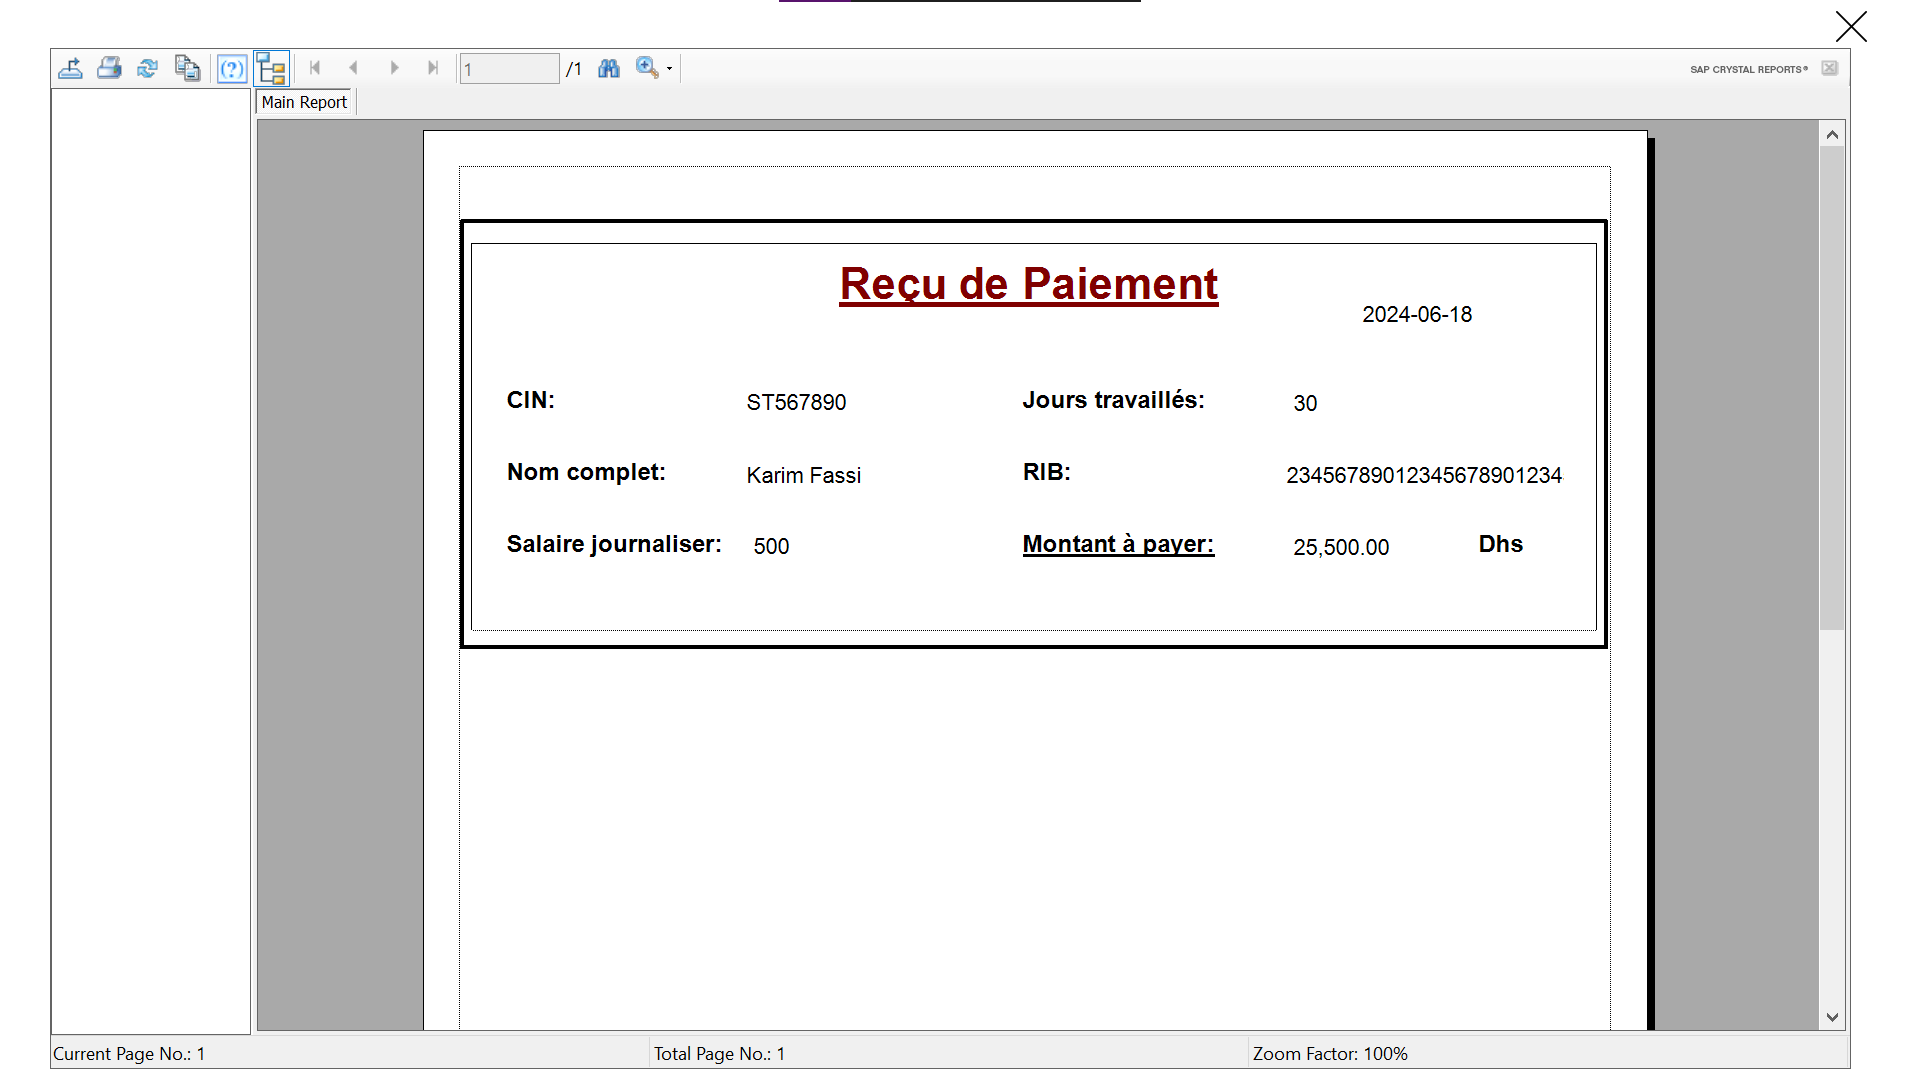 1 /1
SAP CRYSTAL REPORTS®
Main Report
Reçu de Paiement
2024-06-18
CIN: ST567890 Jours travaillés: 30
Nom complet: Karim Fassi RIB: 23456789012345678901234
Salaire journaliser: 500 Montant à payer: 25,500.00 Dhs
Current Page No.: 1 Total Page No.: 1 Zoom Factor: 100%